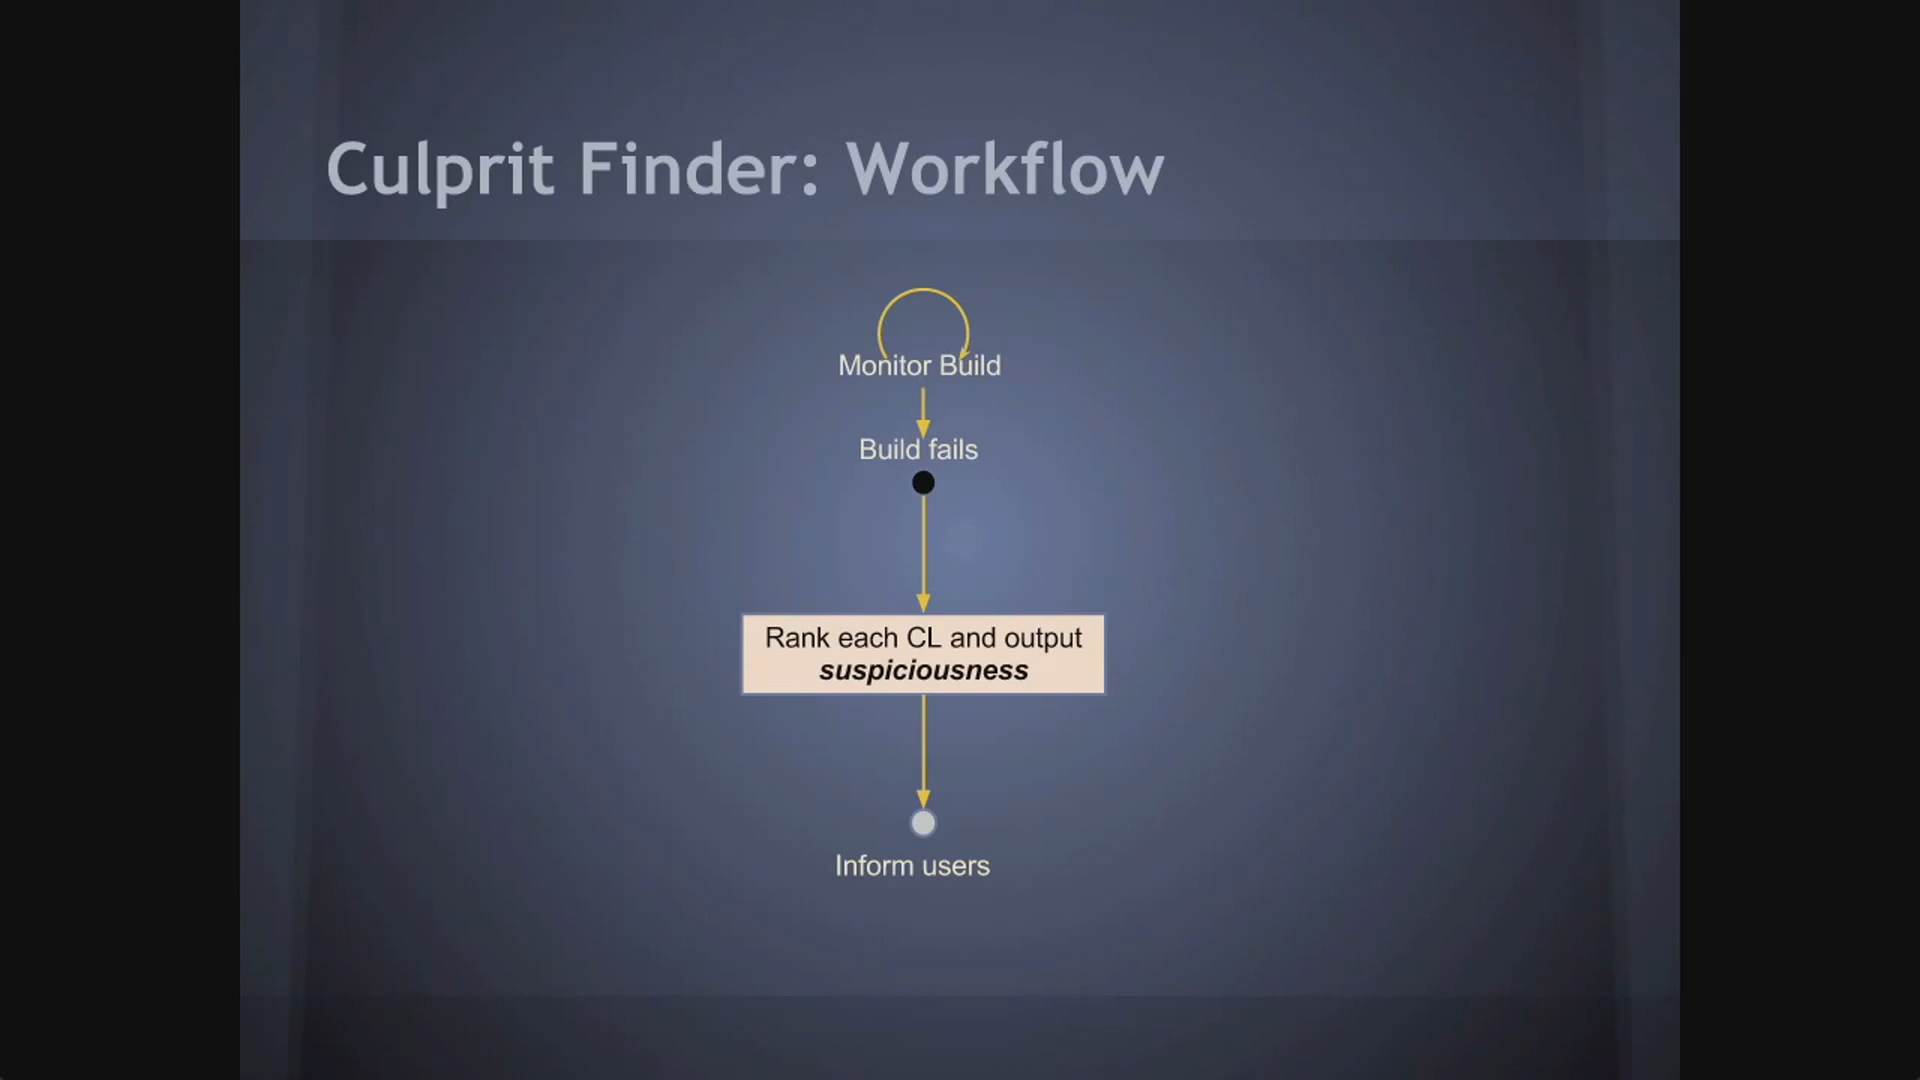 Culprit Finder: Workflow
Monitor Build
Build fails
Rank each CL and output
suspiciousness
Inform users